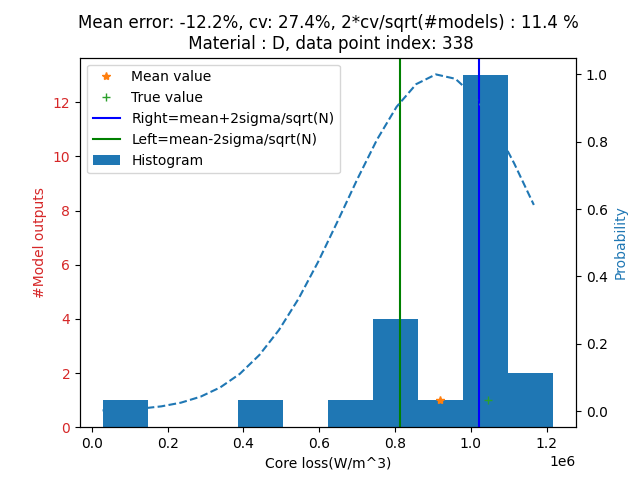 Mean error: -12.2%, cv: 27.4%, 2*cv/sqrt(#models) : 11.4 %
Material : D, data point index: 338
Mean value
True value
Right=mean+2sigma/sqrt(N)
Left=mean-2sigma/sqrt(N)
Histogram
#Model outputs
12
10
8
6
4
2
0
1.0
0.8
0.6
0.4
0.2
0.0
Probability
0.0
0.2
0.4
0.6
0.8
1.0
1.2
1e6
Core loss(W/m^3)